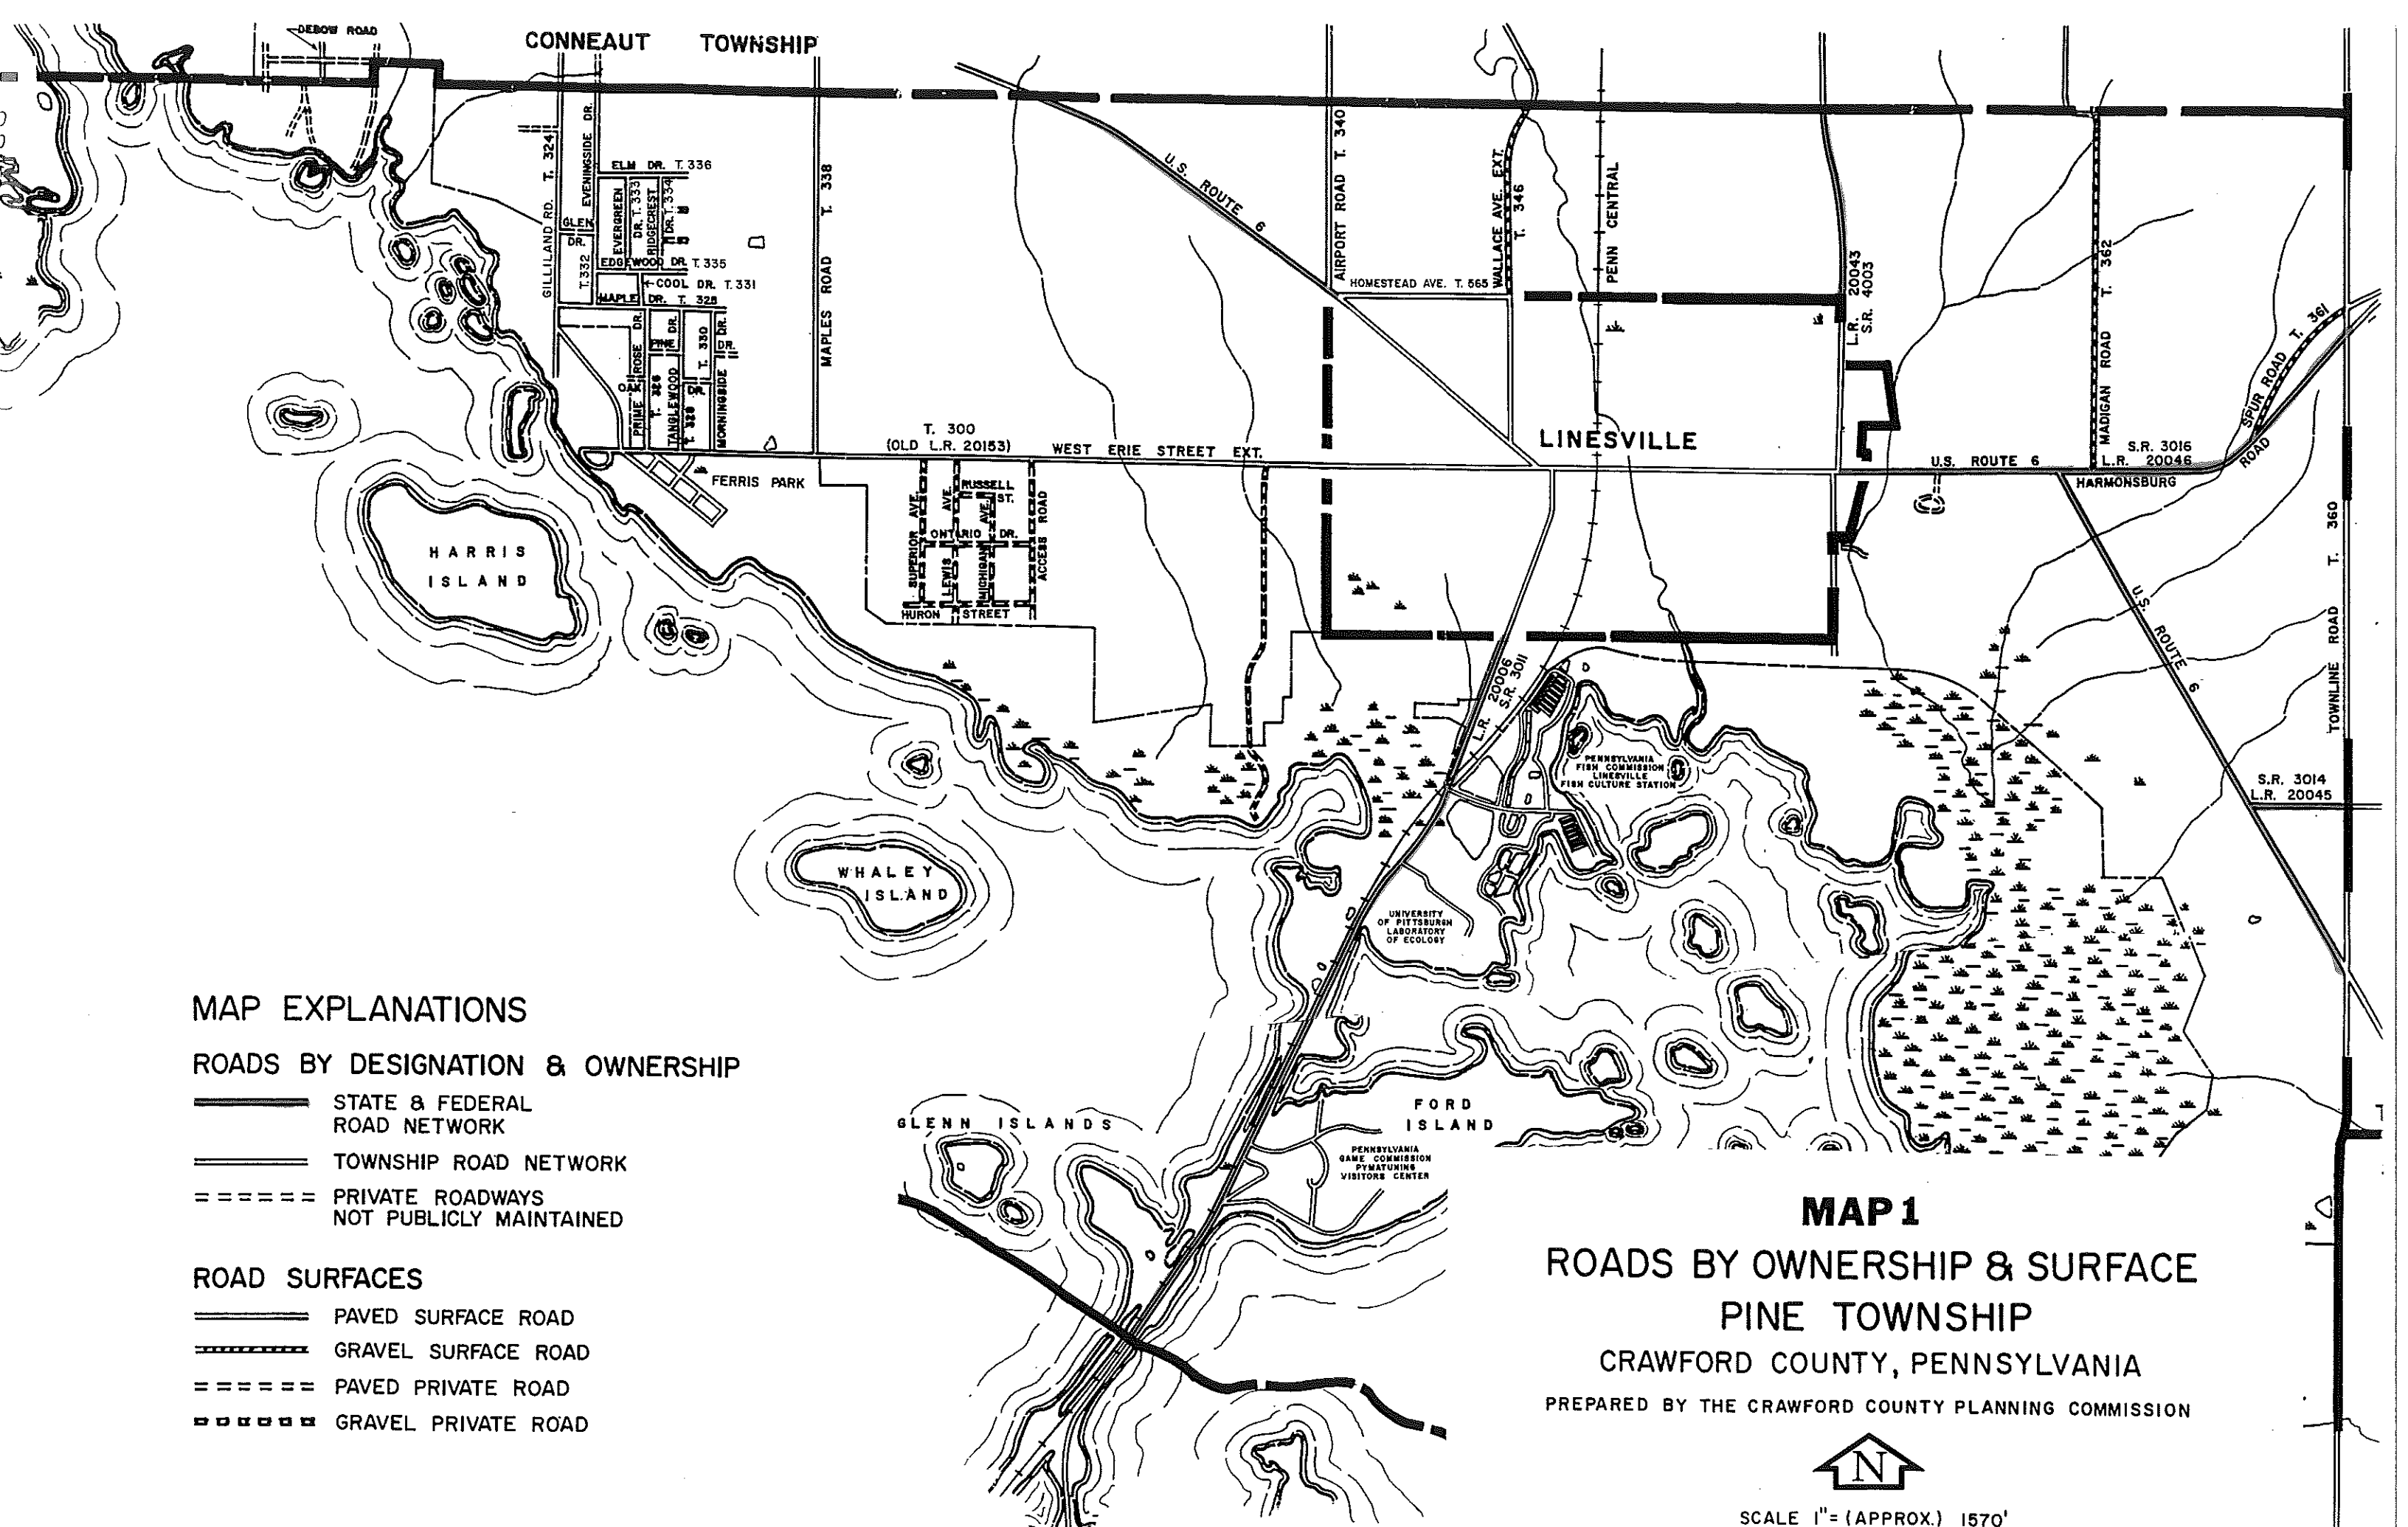 DEBOW ROAD
CONNEAUT TOWNSHIP
GILLILAND RD. T. 324
EVENINGSIDE DR.
T. 332
ELM DR. T. 336
EVERGREEN
DR. T. 333
RIDGECREST
DR. T. 334
GLEN
DR.
EDGEWOOD DR. T. 335
COOL DR. T. 331
MAPLE DR. T. 328
PRIME ROSE DR.
OAK
T. 326
PINE DR.
TANGLEWOOD
T. 330
DR.
MORNINGSIDE DR.
DR.
MAPLES ROAD T. 338
U.S. ROUTE 6
AIRPORT ROAD T. 340
WALLACE AVE. EXT.
T. 346
PENN CENTRAL
HOMESTEAD AVE. T. 565
L.R. 20043
S.R. 4003
MADIGAN ROAD T. 362
SPUR ROAD T. 361
T. 300
(OLD L.R. 20153)
WEST ERIE STREET EXT.
LINESVILLE
U.S. ROUTE 6
S.R. 3016
L.R. 20046
HARMONSBURG
ROAD
FERRIS PARK
SUPERIOR AVE.
LEWIS AVE.
RUSSELL
ST.
MICHIGAN AVE.
ONTARIO DR.
ACCESS ROAD
HURON STREET
HARRIS
ISLAND
U.S. ROUTE 6
TOWNLINE ROAD T. 360
L.R. 20006
S.R. 3011
PENNSYLVANIA
FISH COMMISSION
LINESVILLE
FISH CULTURE STATION
S.R. 3014
L.R. 20045
WHALEY
ISLAND
UNIVERSITY
OF PITTSBURGH
LABORATORY
OF ECOLOGY
GLENN ISLANDS
FORD
ISLAND
PENNSYLVANIA
GAME COMMISSION
PYMATUNING
VISITORS CENTER
MAP EXPLANATIONS
ROADS BY DESIGNATION & OWNERSHIP
STATE & FEDERAL
ROAD NETWORK
TOWNSHIP ROAD NETWORK
PRIVATE ROADWAYS
NOT PUBLICLY MAINTAINED
ROAD SURFACES
PAVED SURFACE ROAD
GRAVEL SURFACE ROAD
PAVED PRIVATE ROAD
GRAVEL PRIVATE ROAD
MAP 1
ROADS BY OWNERSHIP & SURFACE
PINE TOWNSHIP
CRAWFORD COUNTY, PENNSYLVANIA
PREPARED BY THE CRAWFORD COUNTY PLANNING COMMISSION
N
SCALE 1"= (APPROX.) 1570'